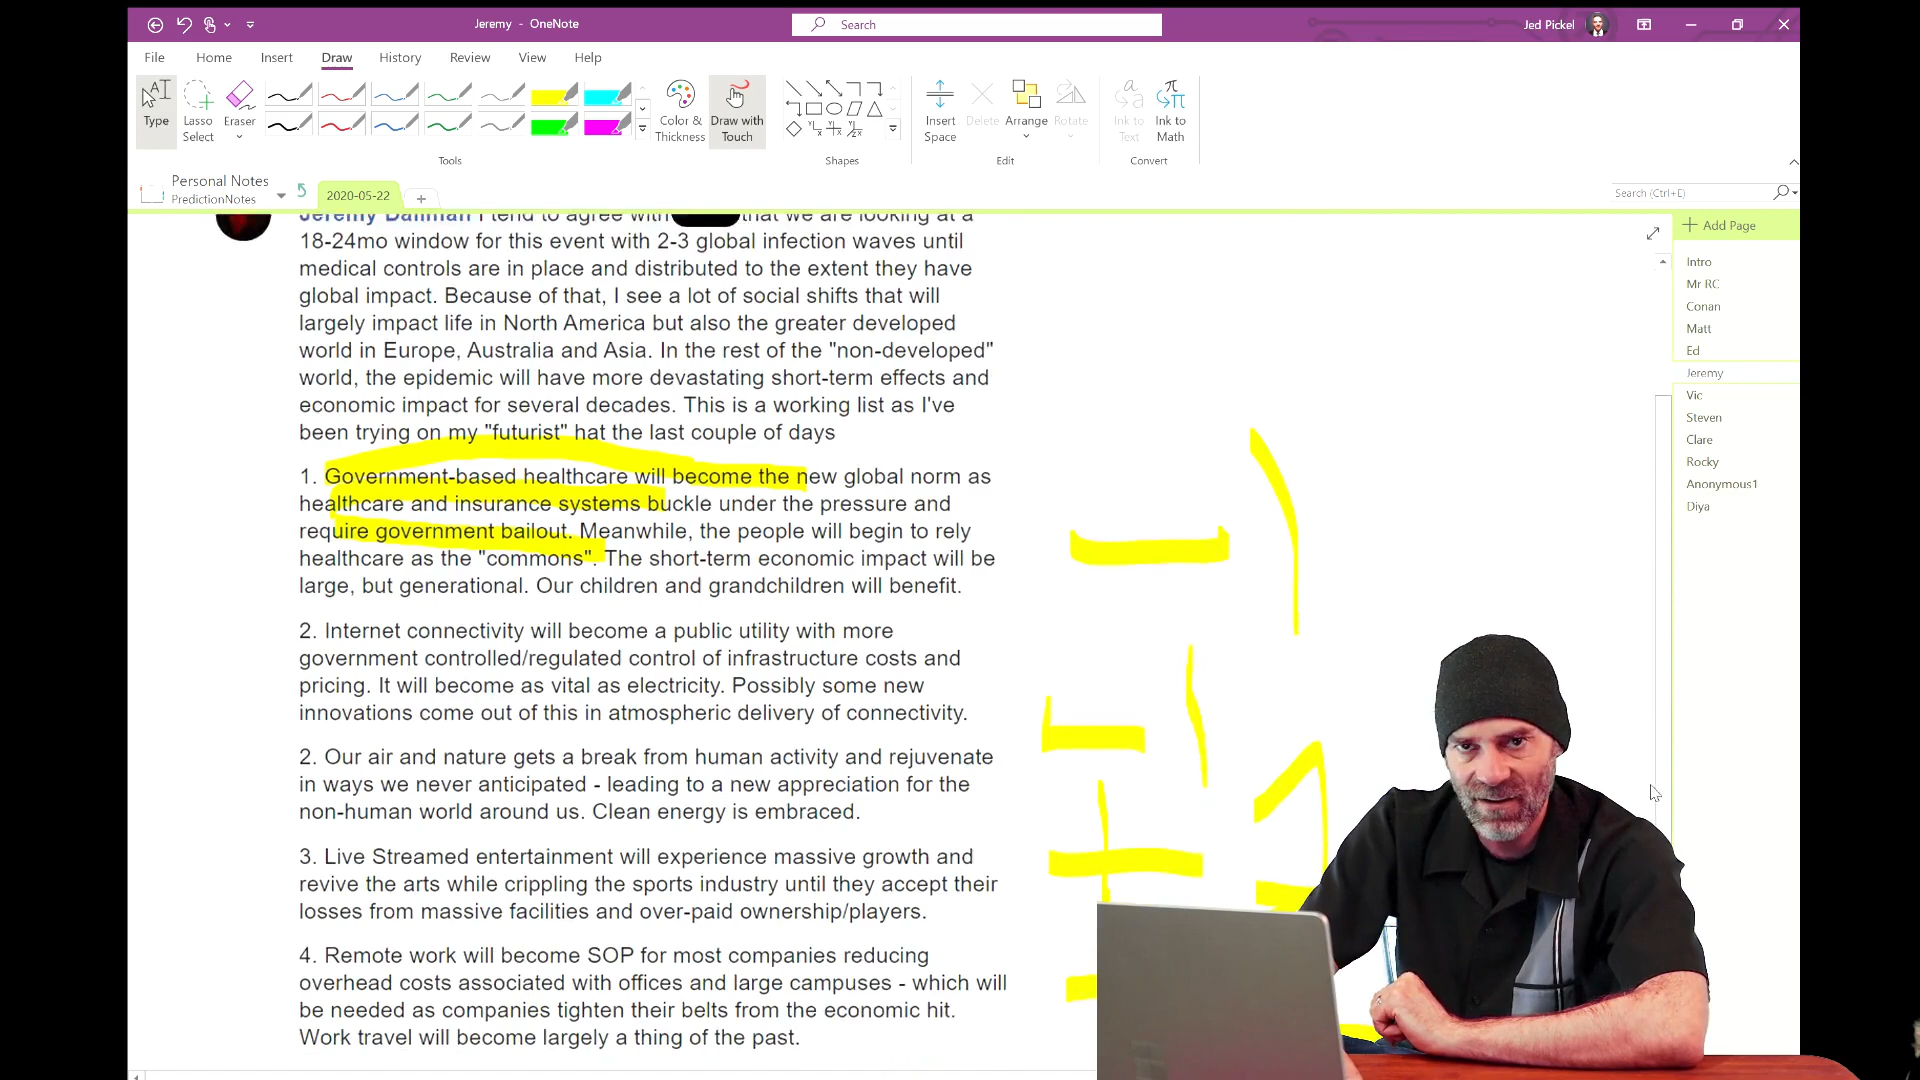 Jeremy - OneNote
Search
Jed Pickel
File Home Insert Draw History Review View Help
Type
Lasso Select
Eraser
Color & Thickness
Draw with Touch
Insert Space
Delete
Arrange
Rotate
Ink to Text
Ink to Math
Tools
Shapes
Edit
Convert
Personal Notes
PredictionNotes
2020-05-22
Search (Ctrl+E)
Jeremy Dallman I tend to agree with that we are looking at a
18-24mo window for this event with 2-3 global infection waves until
medical controls are in place and distributed to the extent they have
global impact. Because of that, I see a lot of social shifts that will
largely impact life in North America but also the greater developed
world in Europe, Australia and Asia. In the rest of the "non-developed"
world, the epidemic will have more devastating short-term effects and
economic impact for several decades. This is a working list as I've
been trying on my "futurist" hat the last couple of days
1. Government-based healthcare will become the new global norm as
healthcare and insurance systems buckle under the pressure and
require government bailout. Meanwhile, the people will begin to rely
healthcare as the "commons". The short-term economic impact will be
large, but generational. Our children and grandchildren will benefit.
2. Internet connectivity will become a public utility with more
government controlled/regulated control of infrastructure costs and
pricing. It will become as vital as electricity. Possibly some new
innovations come out of this in atmospheric delivery of connectivity.
2. Our air and nature gets a break from human activity and rejuvenate
in ways we never anticipated - leading to a new appreciation for the
non-human world around us. Clean energy is embraced.
3. Live Streamed entertainment will experience massive growth and
revive the arts while crippling the sports industry until they accept their
losses from massive facilities and over-paid ownership/players.
4. Remote work will become SOP for most companies reducing
overhead costs associated with offices and large campuses - which will
be needed as companies tighten their belts from the economic hit.
Work travel will become largely a thing of the past.
Add Page
Intro
Mr RC
Conan
Matt
Ed
Jeremy
Vic
Steven
Clare
Rocky
Anonymous1
Diya